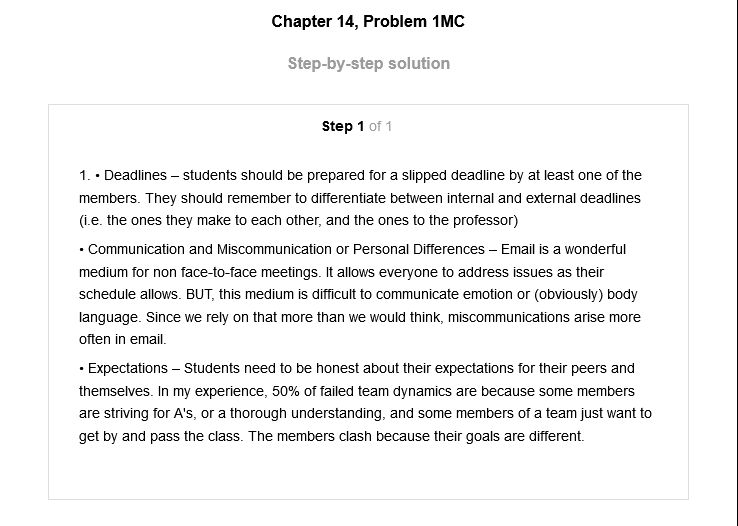 Chapter 14, Problem 1MC
Step-by-step solution
Step 1 of 1
1. • Deadlines – students should be prepared for a slipped deadline by at least one of the
members. They should remember to differentiate between internal and external deadlines
(i.e. the ones they make to each other, and the ones to the professor)
• Communication and Miscommunication or Personal Differences – Email is a wonderful
medium for non face-to-face meetings. It allows everyone to address issues as their
schedule allows. BUT, this medium is difficult to communicate emotion or (obviously) body
language. Since we rely on that more than we would think, miscommunications arise more
often in email.
• Expectations – Students need to be honest about their expectations for their peers and
themselves. In my experience, 50% of failed team dynamics are because some members
are striving for A's, or a thorough understanding, and some members of a team just want to
get by and pass the class. The members clash because their goals are different.